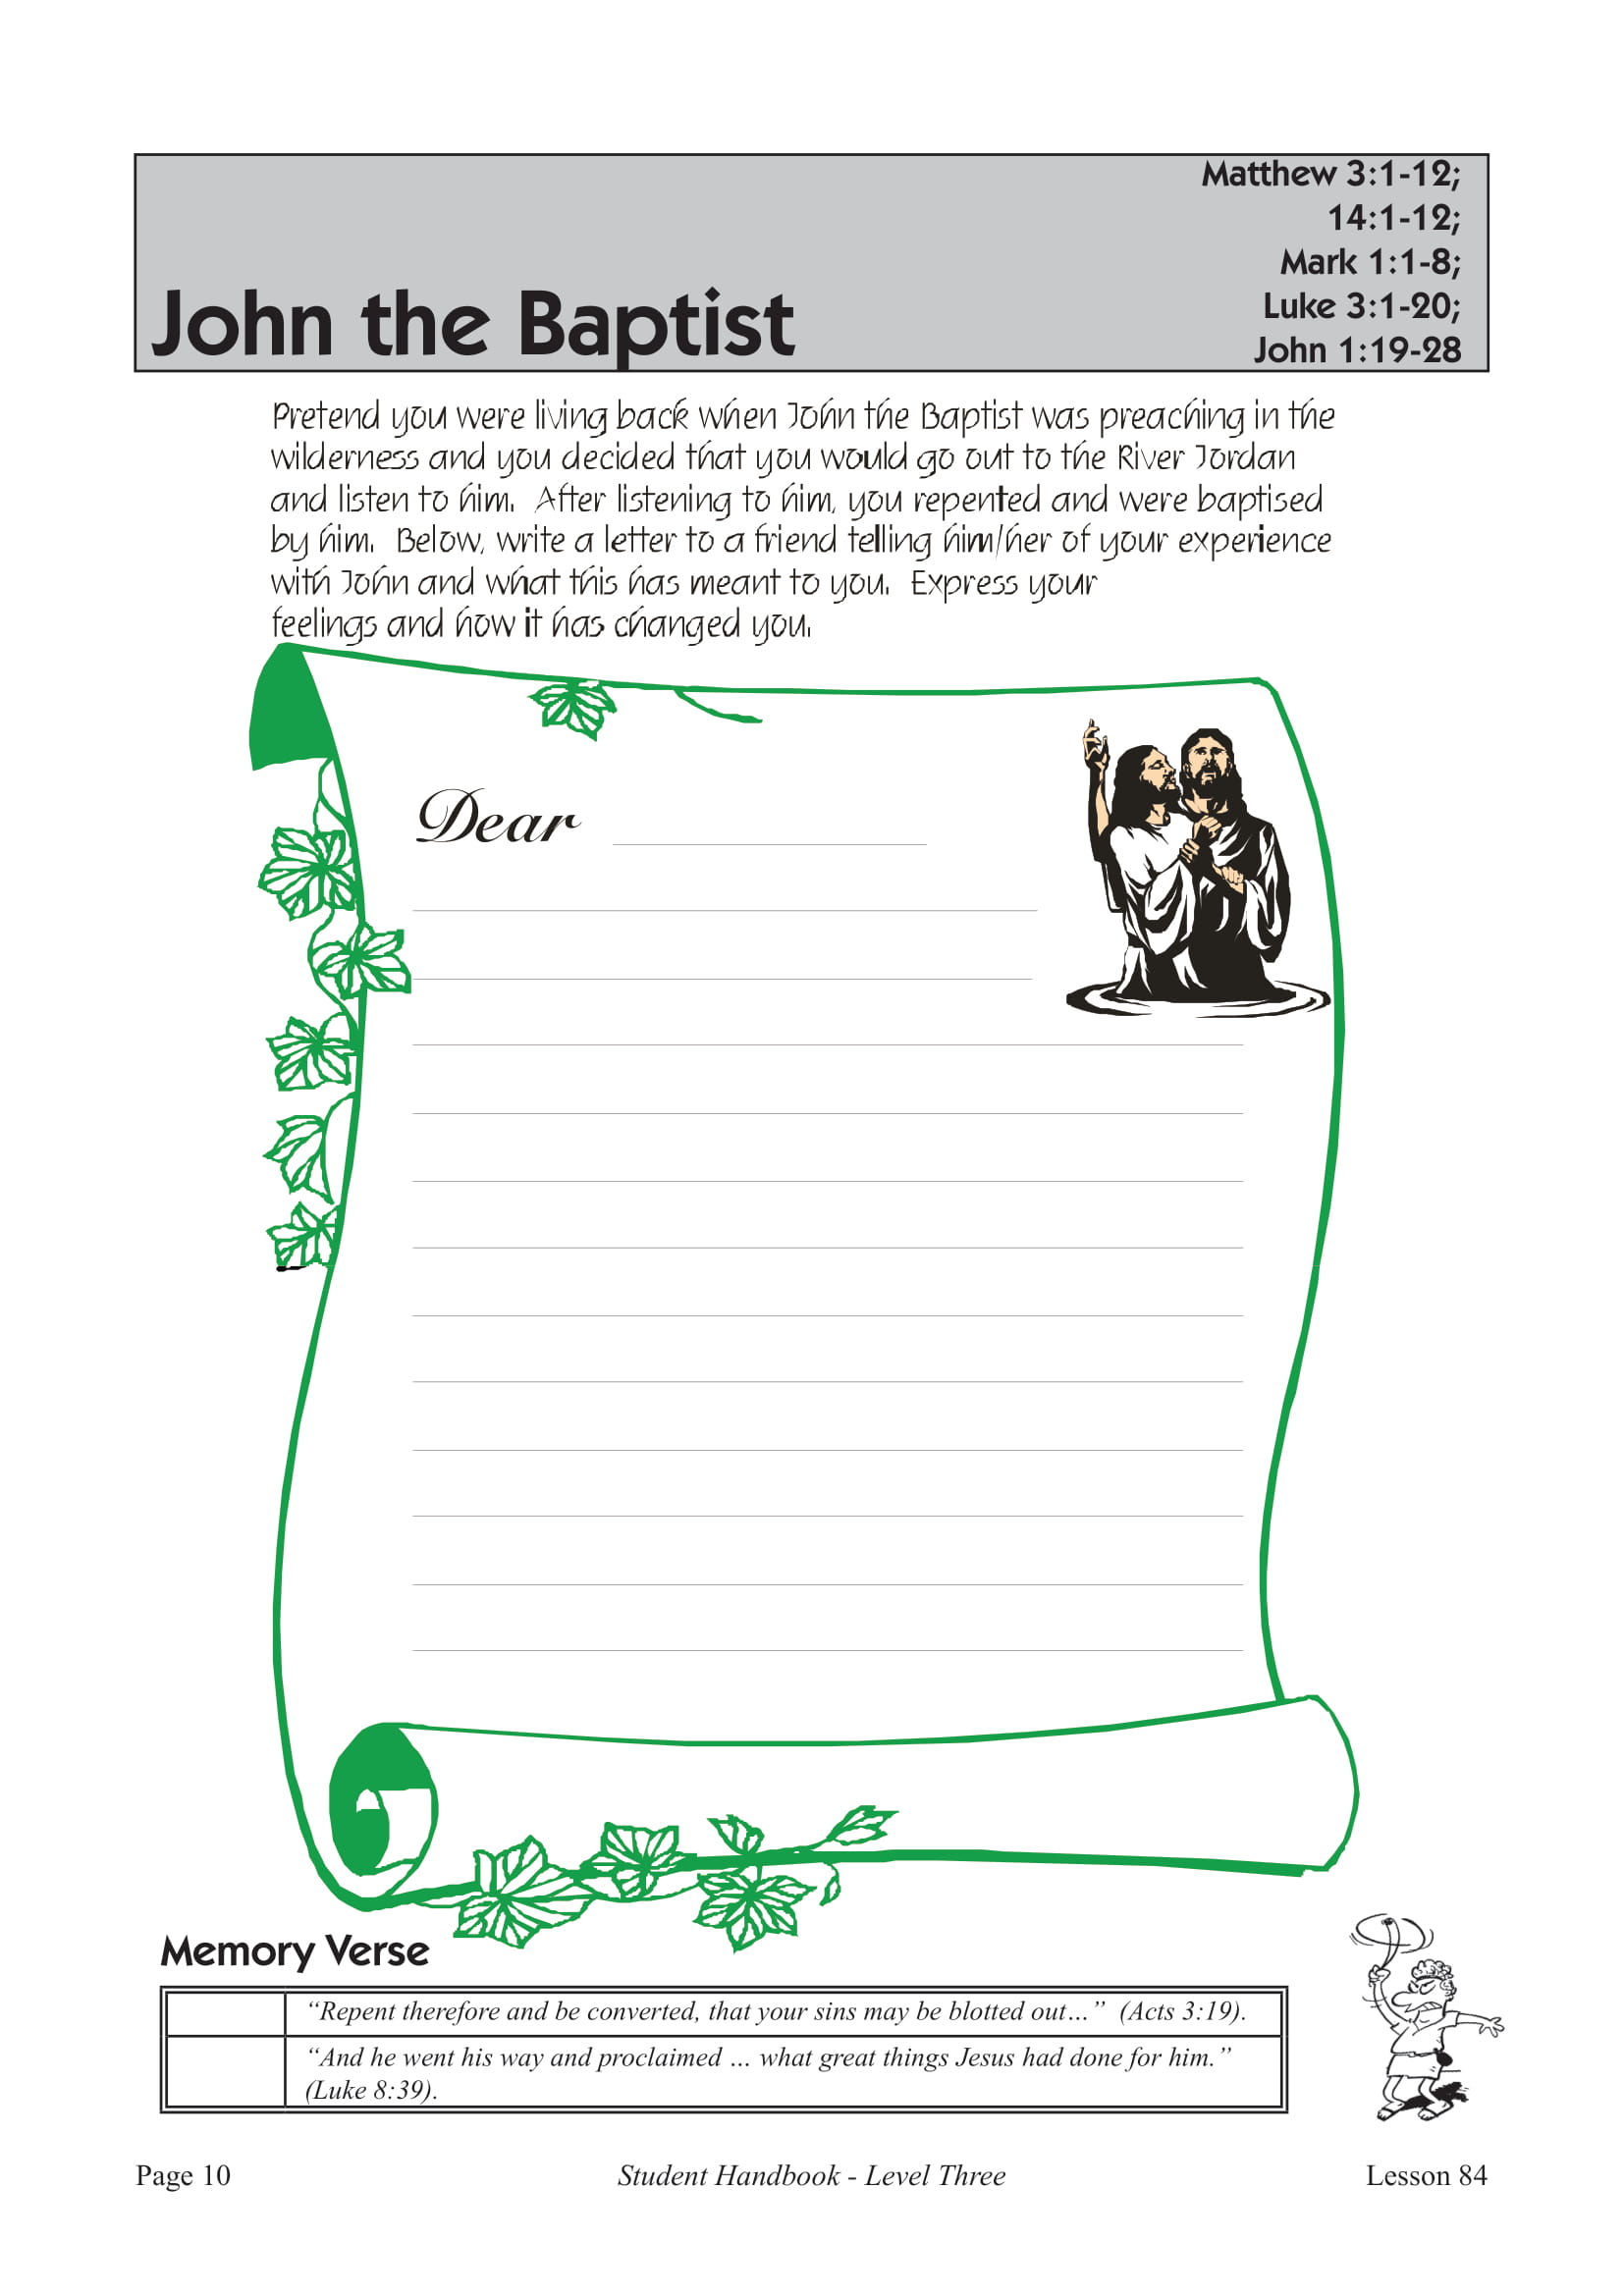 Matthew 3:1-12;
14:1-12;
Mark 1:1-8;
Luke 3:1-20;
John 1:19-28
John the Baptist
Pretend you were living back when John the Baptist was preaching in the
wilderness and you decided that you would go out to the River Jordan
and listen to him.  After listening to him, you repented and were baptised
by him.  Below, write a letter to a friend telling him/her of your experience
with John and what this has meant to you.  Express your
feelings and how it has changed you.
Dear
Memory Verse
“Repent therefore and be converted, that your sins may be blotted out…”  (Acts 3:19).
“And he went his way and proclaimed ... what great things Jesus had done for him.”
(Luke 8:39).
Page 10
Student Handbook - Level Three
Lesson 84